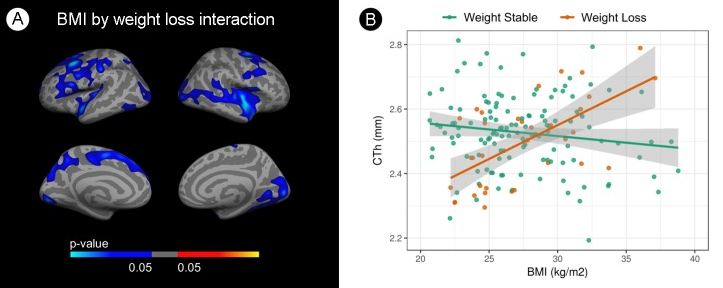 A
BMI by weight loss interaction
p-value
0.05 0.05
B
Weight Stable Weight Loss
CTh (mm)
2.8
2.6
2.4
2.2
20 25 30 35 40
BMI (kg/m2)